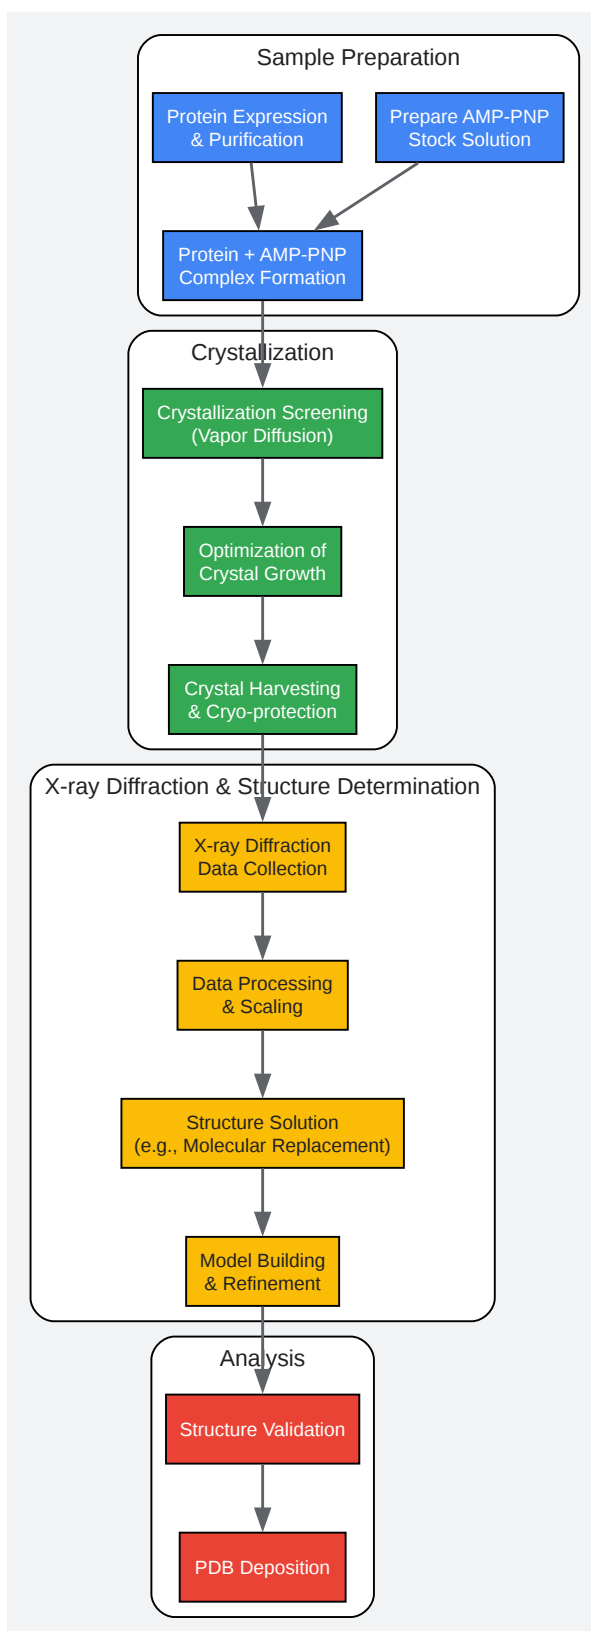 Sample Preparation
Protein Expression
& Purification
Prepare AMP-PNP
Stock Solution
Protein + AMP-PNP
Complex Formation
Crystallization
Crystallization Screening
(Vapor Diffusion)
Optimization of
Crystal Growth
Crystal Harvesting
& Cryo-protection
X-ray Diffraction & Structure Determination
X-ray Diffraction
Data Collection
Data Processing
& Scaling
Structure Solution
(e.g., Molecular Replacement)
Model Building
& Refinement
Analysis
Structure Validation
PDB Deposition